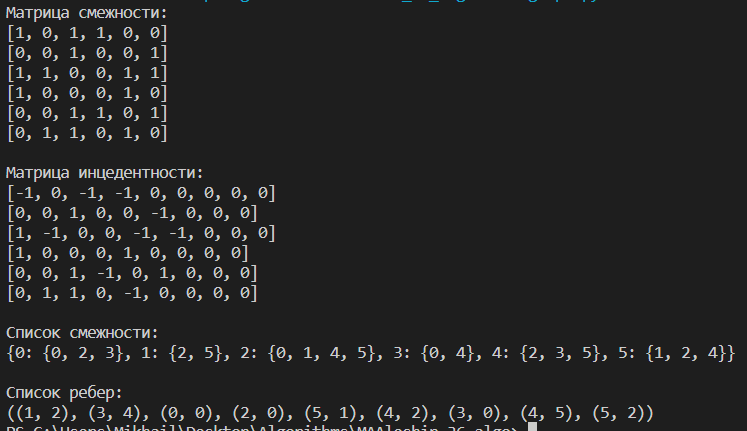 Матрица смежности:
[1, 0, 1, 1, 0, 0]
[0, 0, 1, 0, 0, 1]
[1, 1, 0, 0, 1, 1]
[1, 0, 0, 0, 1, 0]
[0, 0, 1, 1, 0, 1]
[0, 1, 1, 0, 1, 0]
Матрица инцедентности:
[-1, 0, -1, -1, 0, 0, 0, 0, 0]
[0, 0, 1, 0, 0, -1, 0, 0, 0]
[1, -1, 0, 0, -1, -1, 0, 0, 0]
[1, 0, 0, 0, 1, 0, 0, 0, 0]
[0, 0, 1, -1, 0, 1, 0, 0, 0]
[0, 1, 1, 0, -1, 0, 0, 0, 0]
Список смежности:
{0: {0, 2, 3}, 1: {2, 5}, 2: {0, 1, 4, 5}, 3: {0, 4}, 4: {2, 3, 5}, 5: {1, 2, 4}}
Список ребер:
((1, 2), (3, 4), (0, 0), (2, 0), (5, 1), (4, 2), (3, 0), (4, 5), (5, 2))
PS C:\Users\Mikhail\Desktop\Algorithms\MAAleshin